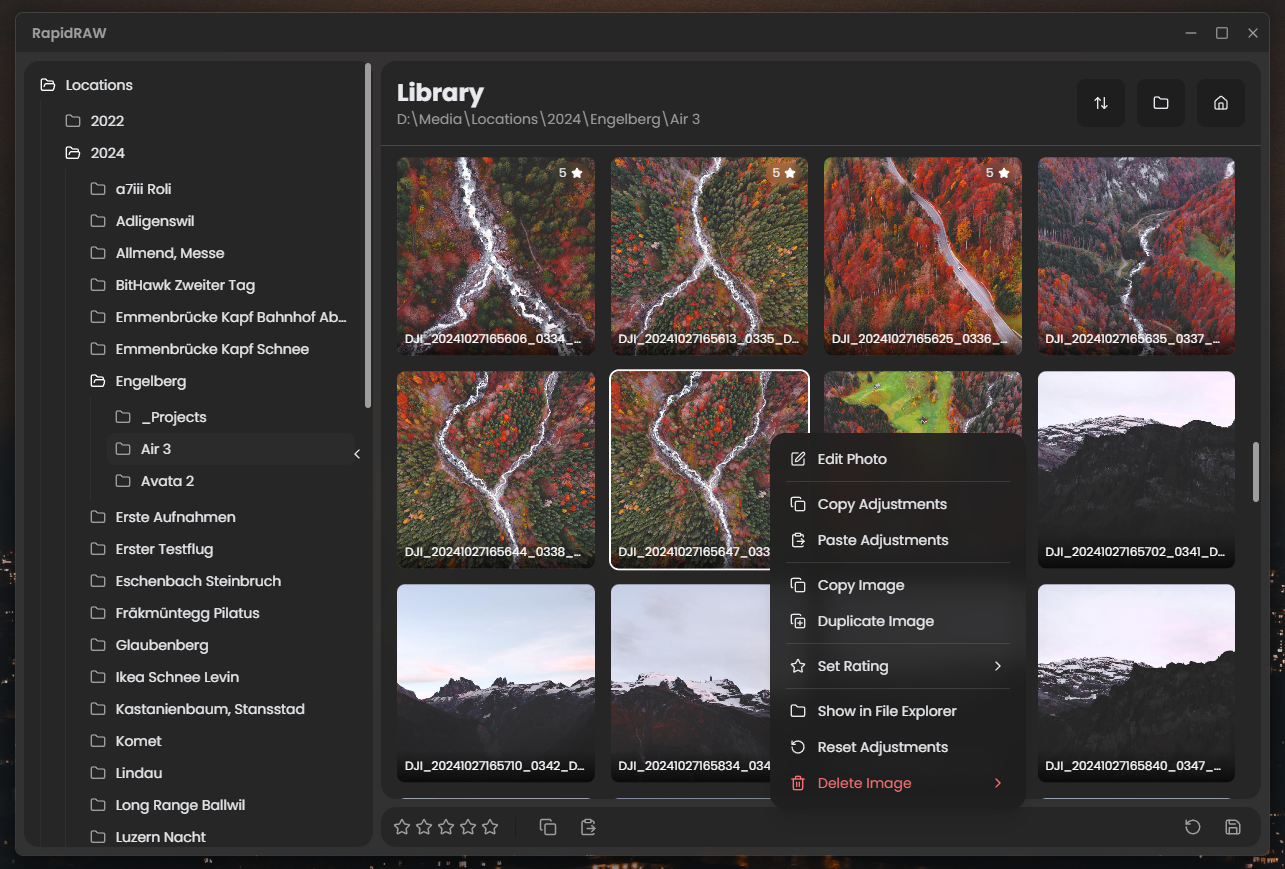 RapidRAW
Locations
2022
2024
a7iii Roli
Adligenswil
Allmend, Messe
BitHawk Zweiter Tag
Emmenbrücke Kapf Bahnhof Ab...
Emmenbrücke Kapf Schnee
Engelberg
_Projects
Air 3
Avata 2
Erste Aufnahmen
Erster Testflug
Eschenbach Steinbruch
Fräkmüntegg Pilatus
Glaubenberg
Ikea Schnee Levin
Kastanienbaum, Stansstad
Komet
Lindau
Long Range Ballwil
Luzern Nacht
Library
D:\Media\Locations\2024\Engelberg\Air 3
5
5
5
DJI_20241027165606_0334_...
DJI_20241027165613_0335_D...
DJI_20241027165625_0336_...
DJI_20241027165635_0337_...
DJI_20241027165644_0338_...
DJI_20241027165647_033
DJI_20241027165702_0341_D...
DJI_20241027165710_0342_D...
DJI_20241027165834_034
DJI_20241027165840_0347_...
Edit Photo
Copy Adjustments
Paste Adjustments
Copy Image
Duplicate Image
Set Rating
Show in File Explorer
Reset Adjustments
Delete Image